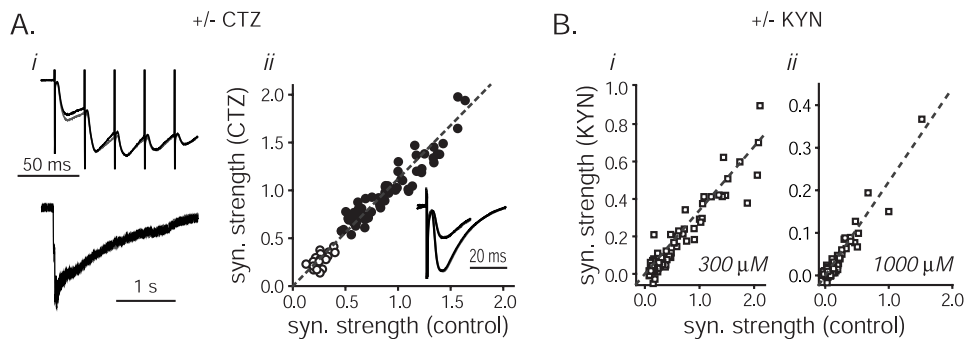 A.
+/- CTZ
i
50 ms
1 s
ii
syn. strength (CTZ)
2.0
1.5
1.0
0.5
0.0
0.0 0.5 1.0 1.5 2.0
syn. strength (control)
20 ms
B.
+/- KYN
i
syn. strength (KYN)
1.0
0.8
0.6
0.4
0.2
0.0
0.0 1.0 2.0
300 µM
ii
0.4
0.3
0.2
0.1
0.0
0.0 1.0 2.0
1000 µM
syn. strength (control)